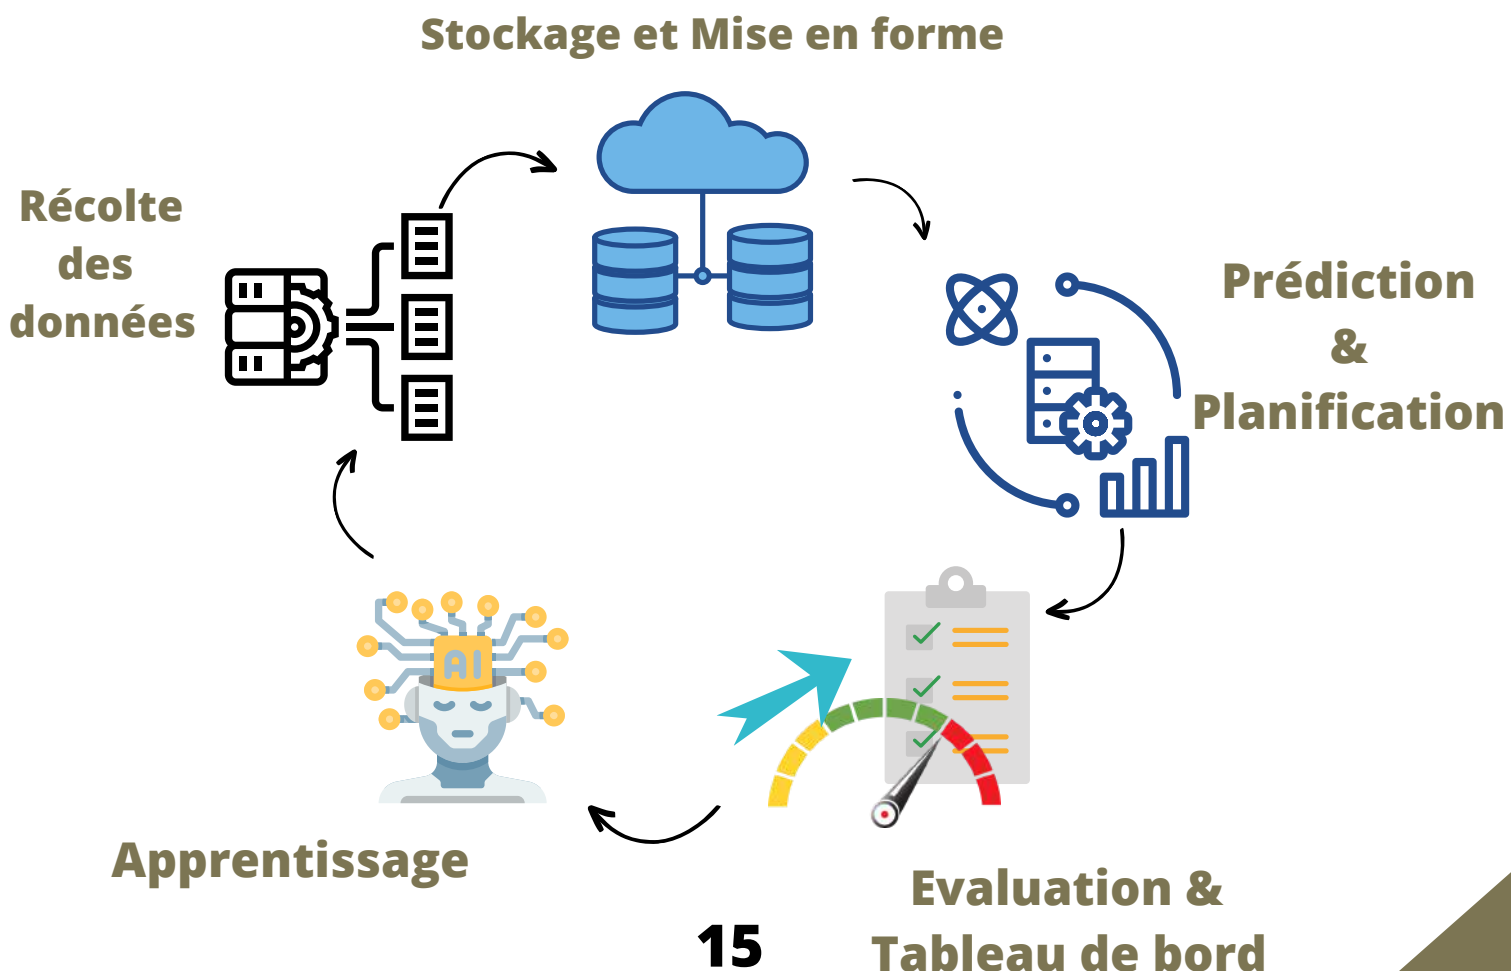 Stockage et Mise en forme
Récolte
des
données
Prédiction
&
Planification
AI
Apprentissage
Evaluation &
Tableau de bord
15